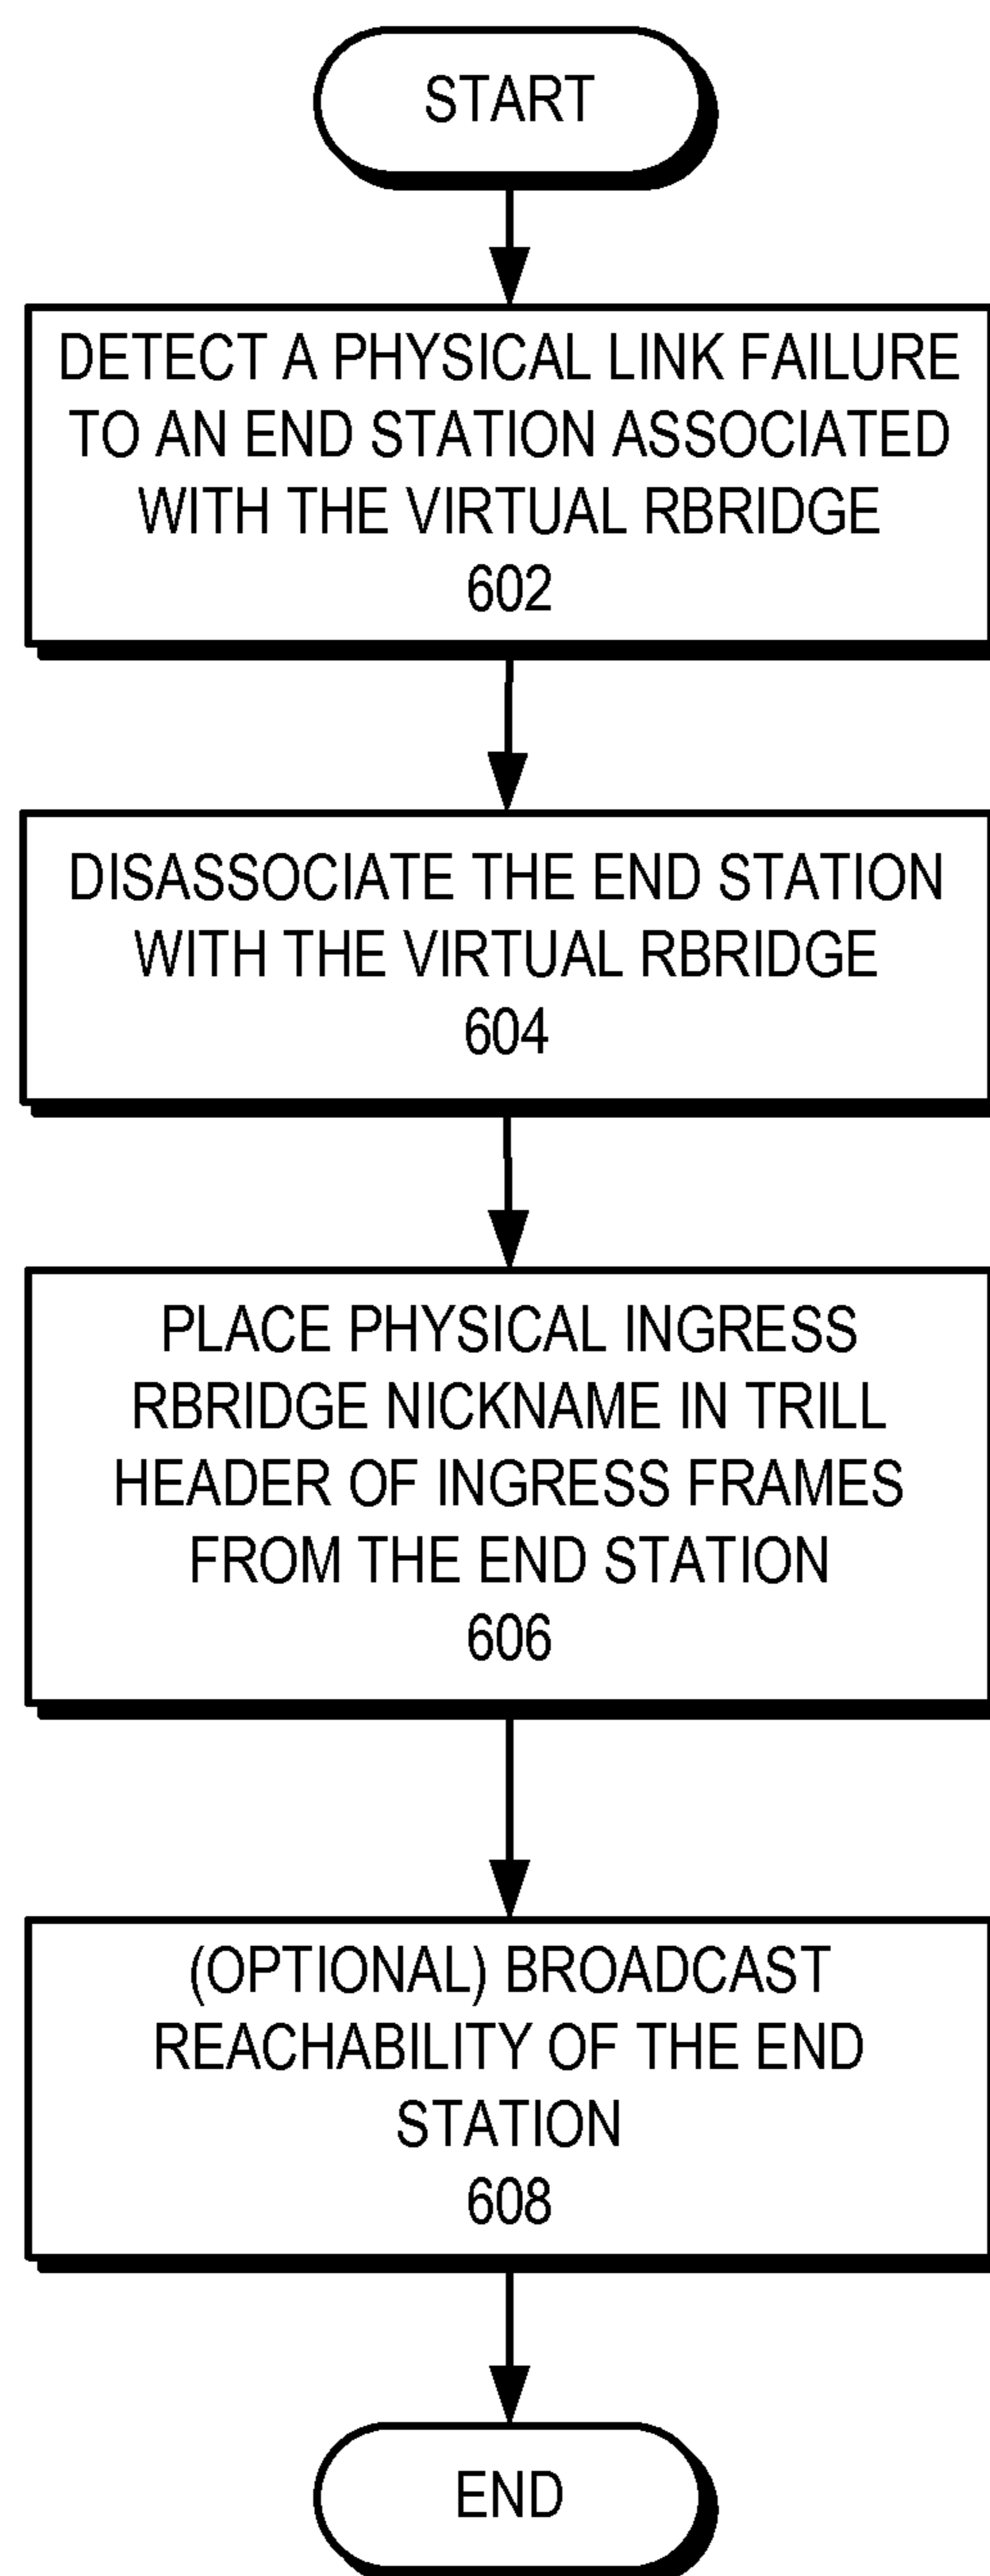 START
DETECT A PHYSICAL LINK FAILURE
TO AN END STATION ASSOCIATED
WITH THE VIRTUAL RBRIDGE
602
DISASSOCIATE THE END STATION
WITH THE VIRTUAL RBRIDGE
604
PLACE PHYSICAL INGRESS
RBRIDGE NICKNAME IN TRILL
HEADER OF INGRESS FRAMES
FROM THE END STATION
606
(OPTIONAL) BROADCAST
REACHABILITY OF THE END
STATION
608
END